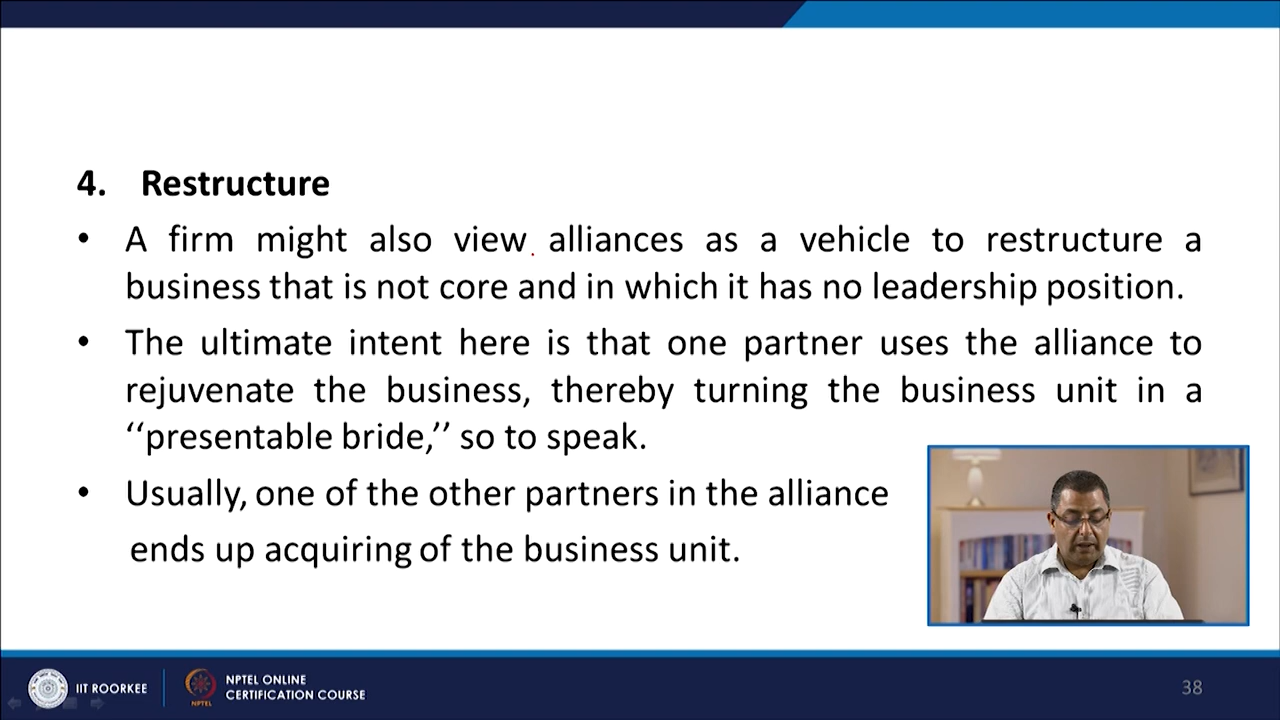 4. Restructure
• A firm might also view alliances as a vehicle to restructure a
business that is not core and in which it has no leadership position.
• The ultimate intent here is that one partner uses the alliance to
rejuvenate the business, thereby turning the business unit in a
‘‘presentable bride,’’ so to speak.
• Usually, one of the other partners in the alliance
ends up acquiring of the business unit.
IIT ROORKEE
NPTEL
NPTEL ONLINE
CERTIFICATION COURSE
38